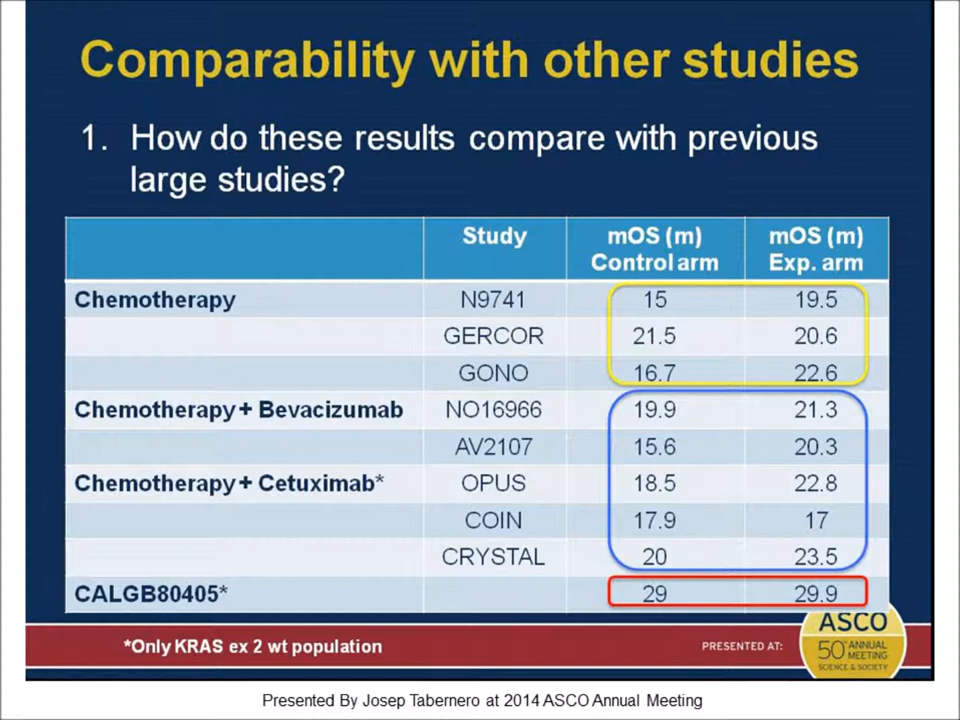 Comparability with other studies
1. How do these results compare with previous
large studies?
Study mOS (m) mOS (m)
Control arm Exp. arm
Chemotherapy N9741 15 19.5
GERCOR 21.5 20.6
GONO 16.7 22.6
Chemotherapy + Bevacizumab NO16966 19.9 21.3
AV2107 15.6 20.3
Chemotherapy + Cetuximab* OPUS 18.5 22.8
COIN 17.9 17
CRYSTAL 20 23.5
CALGB80405* 29 29.9
*Only KRAS ex 2 wt population
PRESENTED AT:
ASCO
50th ANNUAL
MEETING
SCIENCE & SOCIETY
Presented By Josep Tabernero at 2014 ASCO Annual Meeting